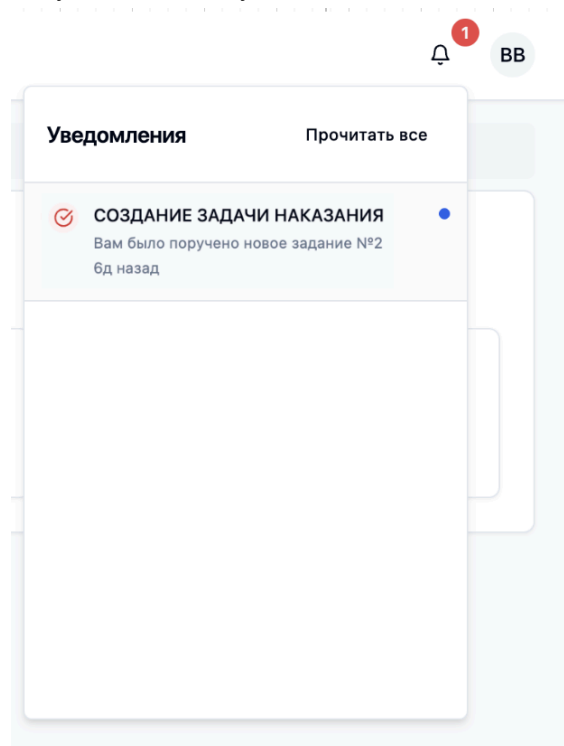 1
ВВ
Уведомления Прочитать все
СОЗДАНИЕ ЗАДАЧИ НАКАЗАНИЯ
Вам было поручено новое задание №2
6д назад